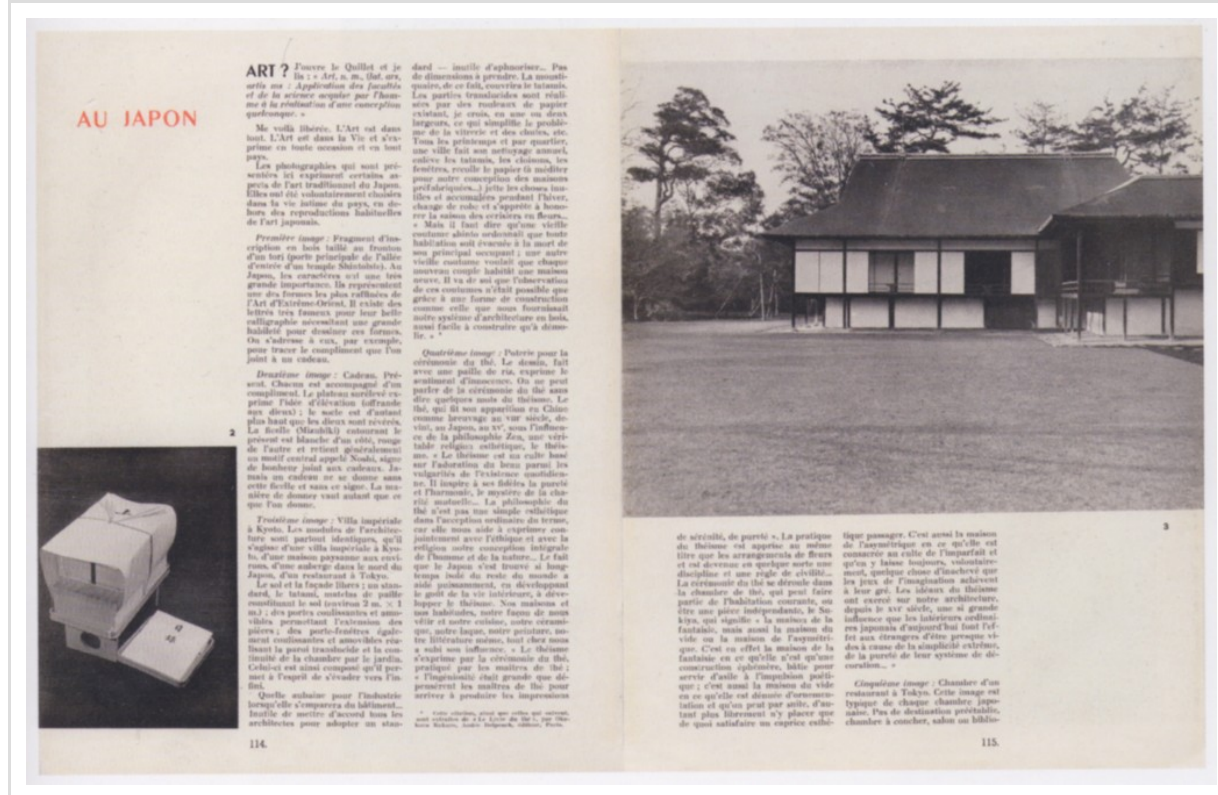 AU JAPON
ART ? J'ouvre le Quillet et je
lis : « Art, n. m., (lat. ars,
artis ms : Application des facultés
et de la science acquise par l'hom-
me à la réalisation d'une conception
quelconque. »
Me voilà libérée. L'Art est dans
tout. L'Art est dans la Vie et s'ex-
prime en toute occasion et en tout
pays.
Les photographies qui sont pré-
sentées ici expriment certains as-
pects de l'art traditionnel du Japon.
Elles ont été volontairement choisies
dans la vie intime du pays, en de-
hors des reproductions habituelles
de l'art japonais.
Première image : Fragment d'ins-
cription en bois taillé au fronton
d'un tori (porte principale de l'allée
d'entrée d'un temple Shintoïste). Au
Japon, les caractères ont une très
grande importance. Ils représentent
une des formes les plus raffinées de
l'Art d'Extrême-Orient. Il existe des
lettrés très fameux pour leur belle
calligraphie nécessitant une grande
habileté pour dessiner ces formes.
On s'adresse à eux, par exemple,
pour tracer le compliment que l'on
joint à un cadeau.
Deuxième image : Cadeau. Pré-
sent. Chacun est accompagné d'un
compliment. Le plateau surélevé ex-
prime l'idée d'élévation (offrande
aux dieux) ; le socle est d'autant
plus haut que les dieux sont révérés.
La ficelle (Mizuhiki) entourant le
présent est blanche d'un côté, rouge
de l'autre et retient généralement
un motif central appelé Noshi, signe
de bonheur joint aux cadeaux. Ja-
mais un cadeau ne se donne sans
cette ficelle et sans ce signe. La ma-
nière de donner vaut autant que ce
que l'on donne.
Troisième image : Villa impériale
à Kyoto. Les modules de l'architec-
ture sont partout identiques, qu'il
s'agisse d'une villa impériale à Kyo-
to, d'une maison paysanne aux envi-
rons, d'une auberge dans le nord du
Japon, d'un restaurant à Tokyo.
Le sol et la façade libres ; un stan-
dard, le tatami, matelas de paille
constituant le sol (environ 2 m. × 1
m.) ; des portes coulissantes et amo-
vibles permettant l'extension des
pièces ; des porte-fenêtres égale-
ment coulissantes et amovibles réa-
lisant la paroi translucide et la con-
tinuité de la chambre par le jardin.
Celui-ci est ainsi composé qu'il per-
met à l'esprit de s'évader vers l'in-
fini.
Quelle aubaine pour l'industrie
lorsqu'elle s'emparera du bâtiment...
Inutile de mettre d'accord tous les
architectes pour adopter un stan-
dard — inutile d'aphnoriser... Pas
de dimensions à prendre. La mousti-
quaire, de ce fait, couvrira le tatamis.
Les parties translucides sont réali-
sées par des rouleaux de papier
existant, je crois, en une ou deux
largeurs, ce qui simplifie le problè-
me de la vitrerie et des chutes, etc.
Tous les printemps et par quartier,
une ville fait son nettoyage annuel,
enlève les tatamis, les cloisons, les
fenêtres, recolle le papier (à méditer
pour notre conception des maisons
préfabriquées...) jette les choses inu-
tiles et accumulées pendant l'hiver,
change de robe et s'apprête à hono-
rer la saison des cerisiers en fleurs...
« Mais il faut dire qu'une vieille
coutume shinto ordonnait que toute
habitation soit évacuée à la mort de
son principal occupant ; une autre
vieille coutume voulait que chaque
nouveau couple habitât une maison
neuve. Il va de soi que l'observation
de ces coutumes n'était possible que
grâce à une forme de construction
comme celle que nous fournissait
notre système d'architecture en bois,
aussi facile à construire qu'à démo-
lir. » *
Quatrième image : Poterie pour la
cérémonie du thé. Le dessin, fait
avec une paille de riz, exprime le
sentiment d'innocence. On ne peut
parler de la cérémonie du thé sans
dire quelques mots du théisme. Le
thé, qui fit son apparition en Chine
comme breuvage au VIIIe siècle, de-
vint, au Japon, au XVe, sous l'influen-
ce de la philosophie Zen, une véri-
table religion esthétique, le théis-
me. « Le théisme est un culte basé
sur l'adoration du beau parmi les
vulgarités de l'existence quotidien-
ne. Il inspire à ses fidèles la pureté
et l'harmonie, le mystère de la cha-
rité mutuelle... La philosophie du
thé n'est pas une simple esthétique
dans l'acception ordinaire du terme,
car elle nous aide à exprimer con-
jointement avec l'éthique et avec la
religion notre conception intégrale
de l'homme et de la nature... Le fait
que le Japon s'est trouvé si long-
temps isolé du reste du monde a
aidé puissamment, en développant
le goût de la vie intérieure, à déve-
lopper le théisme. Nos maisons et
nos habitudes, notre façon de nous
vêtir et notre cuisine, notre cérami-
que, notre laque, notre peinture, no-
tre littérature même, tout chez nous
a subi son influence. « Le théisme
s'exprime par la cérémonie du thé,
pratiqué par les maîtres de thé ;
« l'ingéniosité était grande que dé-
pensèrent les maîtres de thé pour
arriver à produire les impressions
* Cette citation, ainsi que celles qui suivent,
sont extraites de « Le Livre du thé », par Oka-
kura Kakuzo, André Delpeuch, éditeur, Paris.
2
114.
3
de sérénité, de pureté ». La pratique
du théisme est apprise au même
titre que les arrangements de fleurs
et est devenue en quelque sorte une
discipline et une règle de civilité...
La cérémonie du thé se déroule dans
la chambre de thé, qui peut faire
partie de l'habitation courante, ou
être une pièce indépendante, le Su-
kiya, qui signifie « la maison de la
fantaisie, mais aussi la maison du
vide ou la maison de l'asymétri-
que. C'est en effet la maison de la
fantaisie en ce qu'elle n'est qu'une
construction éphémère, bâtie pour
servir d'asile à l'impulsion poéti-
que ; c'est aussi la maison du vide
en ce qu'elle est dénuée d'ornemen-
tation et qu'on peut par suite, d'au-
tant plus librement n'y placer que
de quoi satisfaire un caprice esthé-
tique passager. C'est aussi la maison
de l'asymétrique en ce qu'elle est
consacrée au culte de l'imparfait et
qu'on y laisse toujours, volontaire-
ment, quelque chose d'inachevé que
les jeux de l'imagination achèvent
à leur gré. Les idéaux du théisme
ont exercé sur notre architecture,
depuis le XVIe siècle, une si grande
influence que les intérieurs ordinai-
res japonais d'aujourd'hui font l'ef-
fet aux étrangers d'être presque vi-
des à cause de la simplicité extrême,
de la pureté de leur système de dé-
coration... »
Cinquième image : Chambre d'un
restaurant à Tokyo. Cette image est
typique de chaque chambre japo-
naise. Pas de destination préétablie,
chambre à coucher, salon ou biblio-
115.